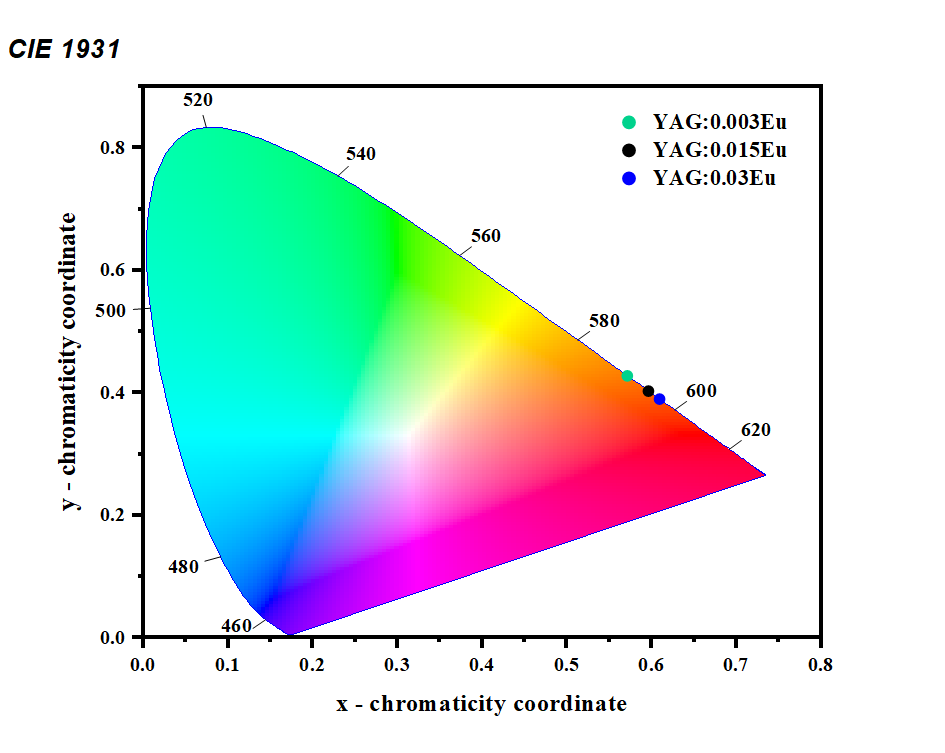 CIE 1931
520
540
560
500
580
600
620
480
460
YAG:0.003Eu
YAG:0.015Eu
YAG:0.03Eu
0.8
0.6
0.4
0.2
0.0
y - chromaticity coordinate
0.0 0.1 0.2 0.3 0.4 0.5 0.6 0.7 0.8
x - chromaticity coordinate